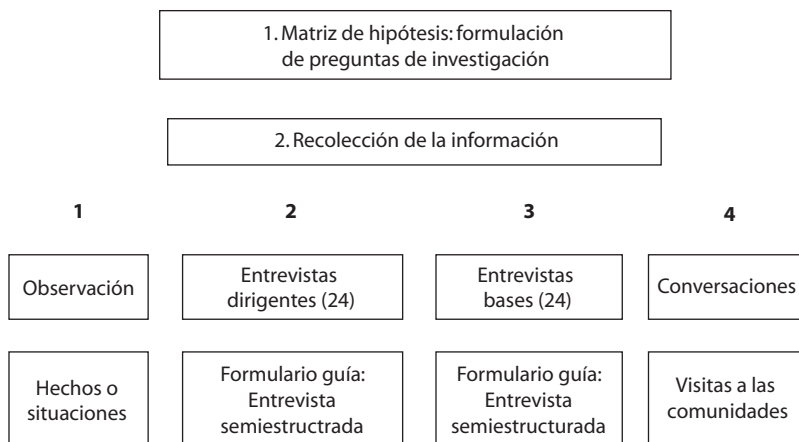 1. Matriz de hipótesis: formulación
de preguntas de investigación
2. Recolección de la información
1
2
3
4
Observación
Entrevistas
dirigentes (24)
Entrevistas
bases (24)
Conversaciones
Hechos o
situaciones
Formulario guía:
Entrevista
semiestructrada
Formulario guía:
Entrevista
semiestructurada
Visitas a las
comunidades